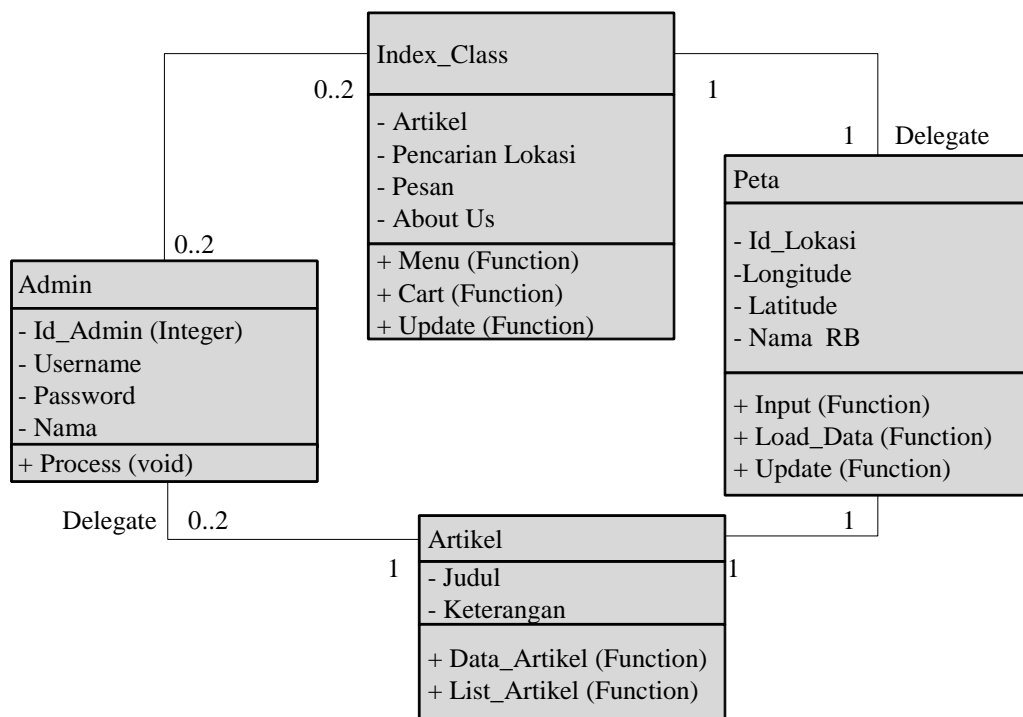 Index_Class
0..2
1
- Artikel
- Pencarian Lokasi
- Pesan
- About Us
+ Menu (Function)
+ Cart (Function)
+ Update (Function)
1 Delegate
Peta
- Id_Lokasi
-Longitude
- Latitude
- Nama RB
+ Input (Function)
+ Load_Data (Function)
+ Update (Function)
0..2
Admin
- Id_Admin (Integer)
- Username
- Password
- Nama
+ Process (void)
Delegate 0..2
1
1
1
Artikel
- Judul
- Keterangan
+ Data_Artikel (Function)
+ List_Artikel (Function)